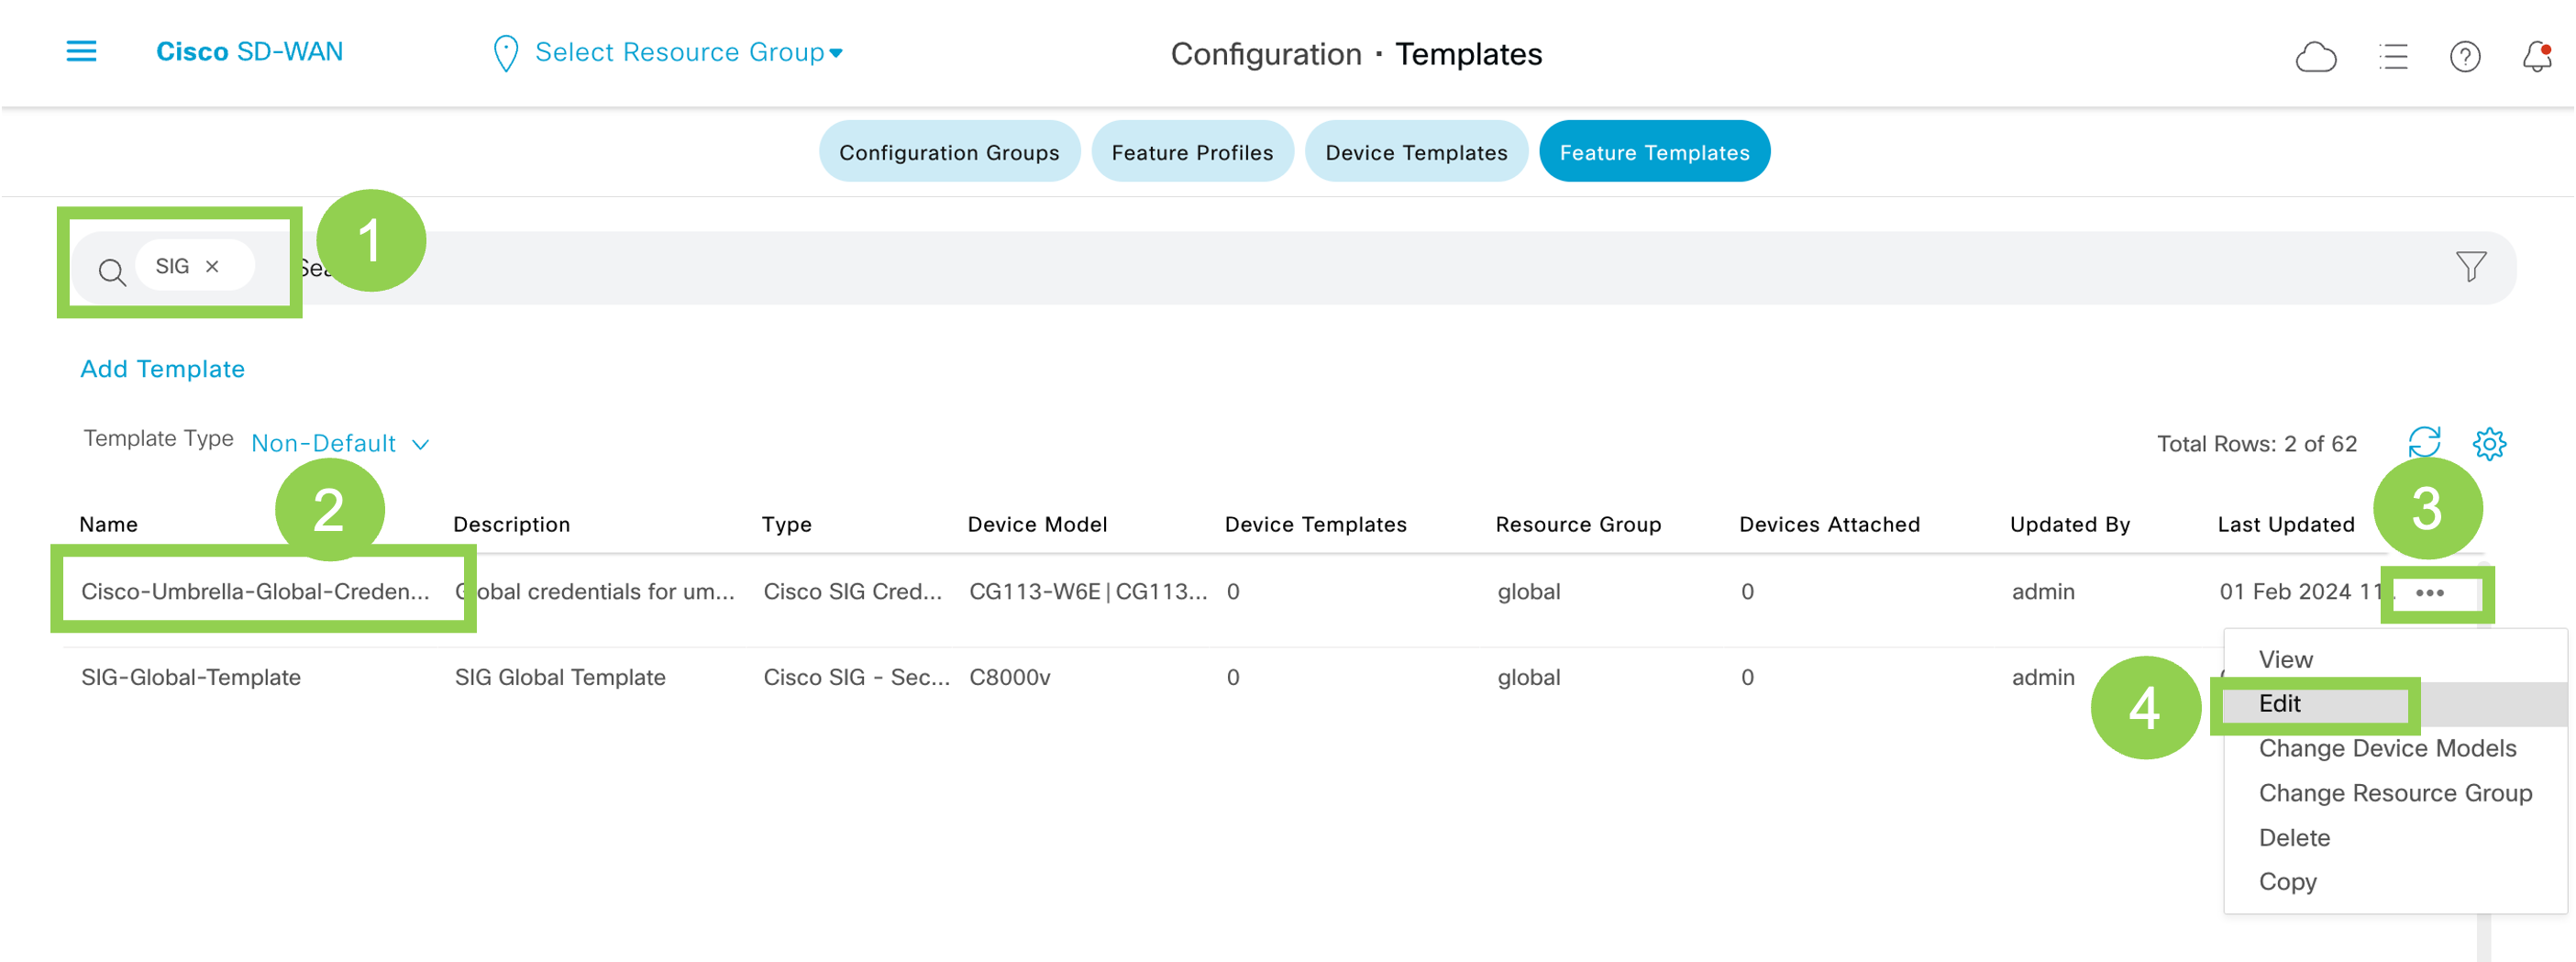 Cisco SD-WAN Select Resource Group Configuration · Templates
Configuration Groups Feature Profiles Device Templates Feature Templates
1
SIG ×
Add Template
Template Type Non-Default
Total Rows: 2 of 62
2 3
Name Description Type Device Model Device Templates Resource Group Devices Attached Updated By Last Updated
Cisco-Umbrella-Global-Creden... Global credentials for um... Cisco SIG Cred... CG113-W6E|CG113... 0 global 0 admin 01 Feb 2024 11
SIG-Global-Template SIG Global Template Cisco SIG - Sec... C8000v 0 global 0 admin
View
4 Edit
Change Device Models
Change Resource Group
Delete
Copy